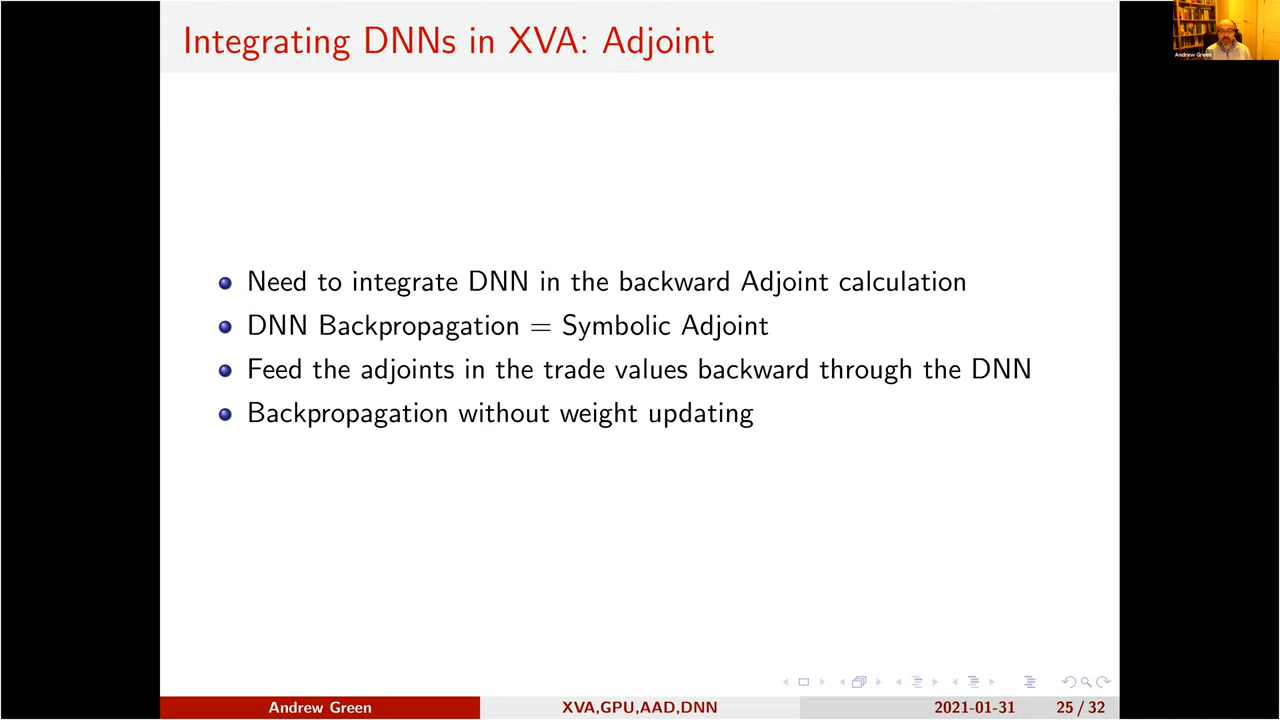 Integrating DNNs in XVA: Adjoint
Andrew Green
Need to integrate DNN in the backward Adjoint calculation
DNN Backpropagation = Symbolic Adjoint
Feed the adjoints in the trade values backward through the DNN
Backpropagation without weight updating
Andrew Green XVA,GPU,AAD,DNN 2021-01-31 25 / 32